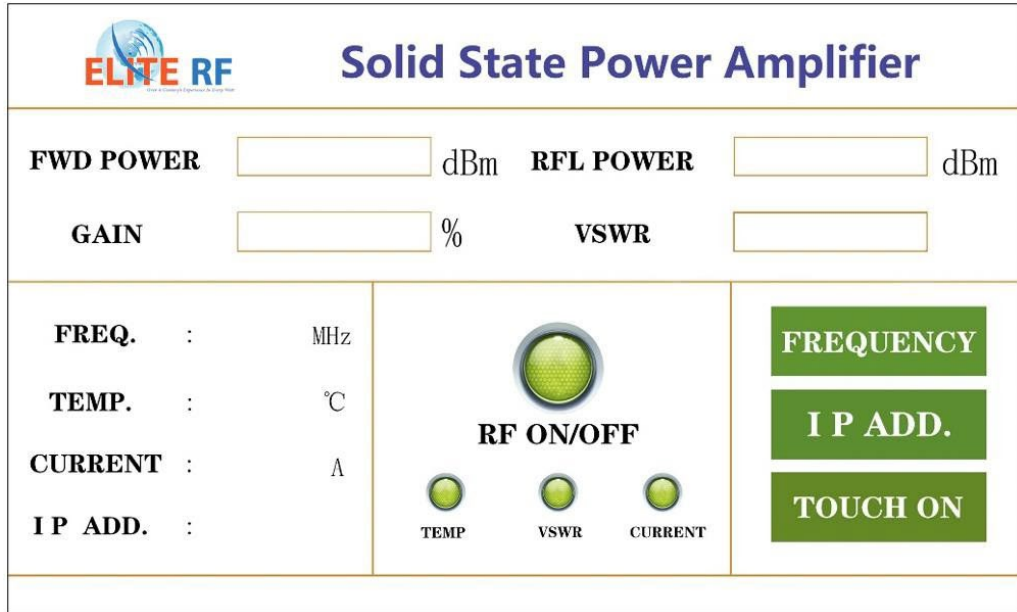 ELiTE RF
Solid State Power Amplifier
FWD POWER dBm RFL POWER dBm
GAIN % VSWR
FREQ. : MHz
TEMP. : ℃
CURRENT : A
I P ADD. :
RF ON/OFF
TEMP VSWR CURRENT
FREQUENCY
I P ADD.
TOUCH ON